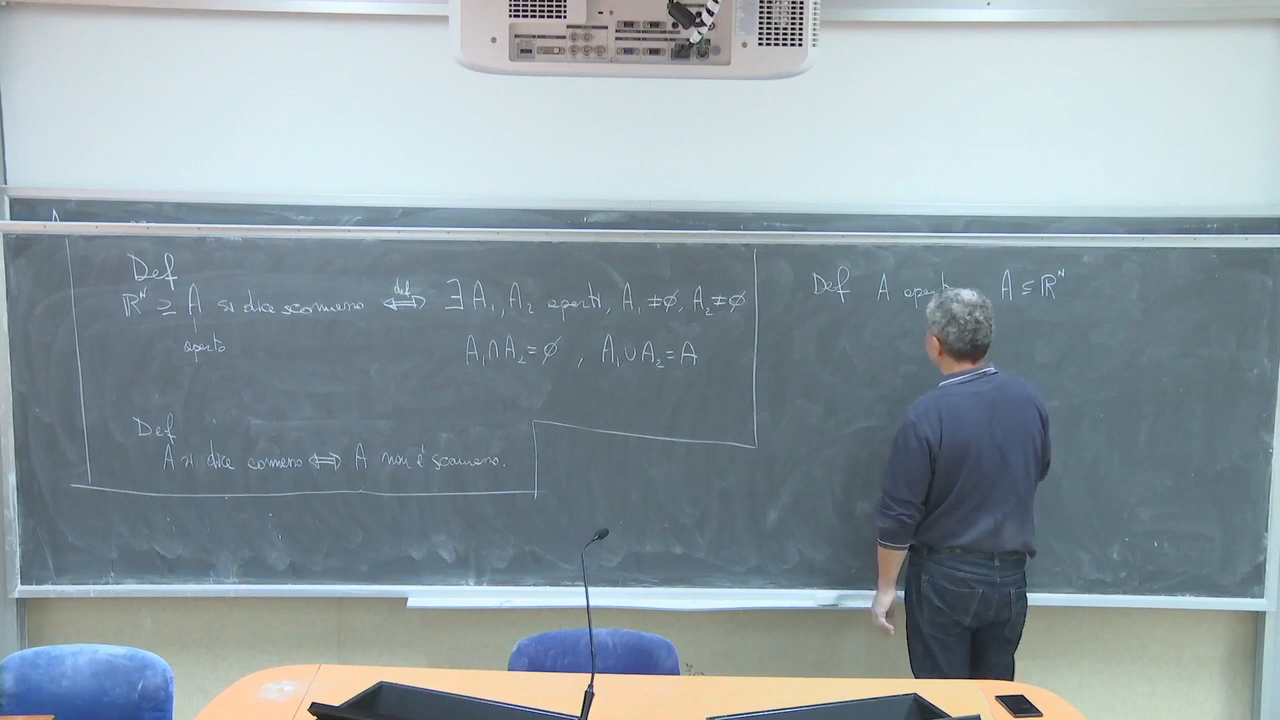 Def
ℝᴺ ⊇ A si dice sconnesso ⟺ def ∃ A₁, A₂ aperti, A₁ ≠ ∅, A₂ ≠ ∅
aperto
A₁ ∩ A₂ = ∅ , A₁ ∪ A₂ = A
Def
A si dice connesso ⟺ A non è sconnesso.
Def A A ⊆ ℝᴺ